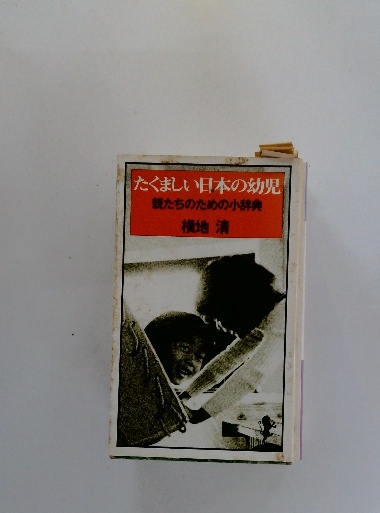 たくましい日本の幼児
親たちのための小辞典
横地 清